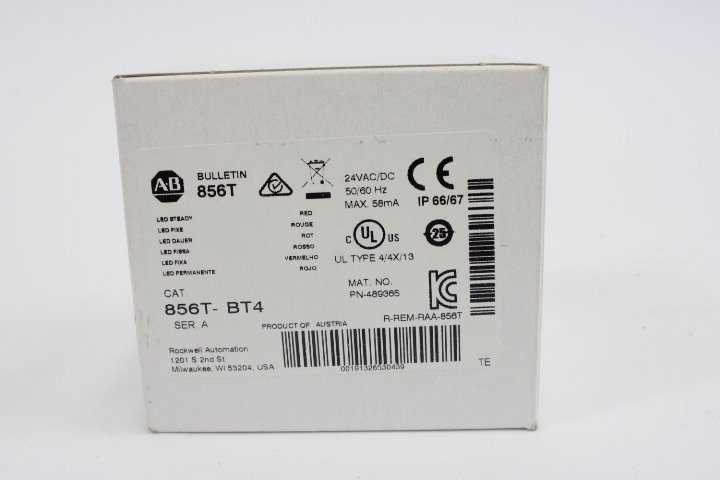 A-B
BULLETIN
856T
24VAC/DC
50/60 Hz
MAX. 58mA
CE
IP 66/67
LED STEADY
LED FIXE
LED DAUER
LED FISSA
LED FIXA
LED PERMANENTE
RED
ROUGE
ROT
ROSSO
VERMELHO
ROJO
C UL US
25
UL TYPE 4/4X/13
MAT. NO.
PN-489365
CAT
856T- BT4
SER. A
R-REM-RAA-856T
PRODUCT OF AUSTRIA
Rockwell Automation
1201 S 2nd St
Milwaukee, WI 53204, USA
00191326530439
TE